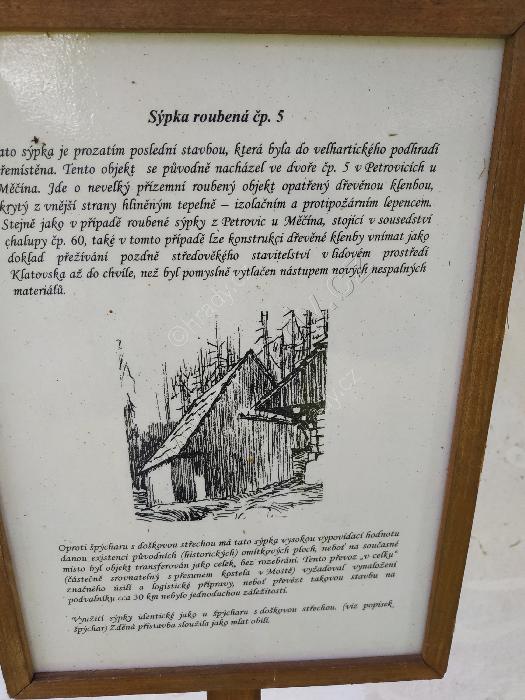 Sýpka roubená čp. 5
ato sýpka je prozatím poslední stavbou, která byla do velhartického podhradí
řemístěna. Tento objekt se původně nacházel ve dvoře čp. 5 v Petrovicích u
Měčína. Jde o nevelký přízemní roubený objekt opatřený dřevěnou klenbou,
krytý z vnější strany hliněným tepelně – izolačním a protipožárním lepencem.
Stejně jako v případě roubené sýpky z Petrovic u Měčína, stojící v sousedství
chalupy čp. 60, také v tomto případě lze konstrukci dřevěné klenby vnímat jako
doklad přežívání pozdně středověkého stavitelství v lidovém prostředí
Klatovska až do chvíle, než byl pomyslně vytlačen nástupem nových nespalných
materiálů.
Oproti špýcharu s doškovou střechou má tato sýpka vysokou vypovídací hodnotu
danou existencí původních (historických) omítkových ploch, neboť na současné
místo byl objekt transferován jako celek, bez rozebrání. Tento převoz „v celku“
(částečně srovnatelný s přesunem kostela v Mostě) vyžadoval vynaložení
značného úsilí a logistické přípravy, neboť převézt takovou stavbu na
podvalníku cca 30 km nebylo jednoduchou záležitostí.
Využití sýpky identické jako u špýcharu s doškovou střechou. (viz popisek
špýchar) Zděná přístavba sloužila jako mlat obilí.